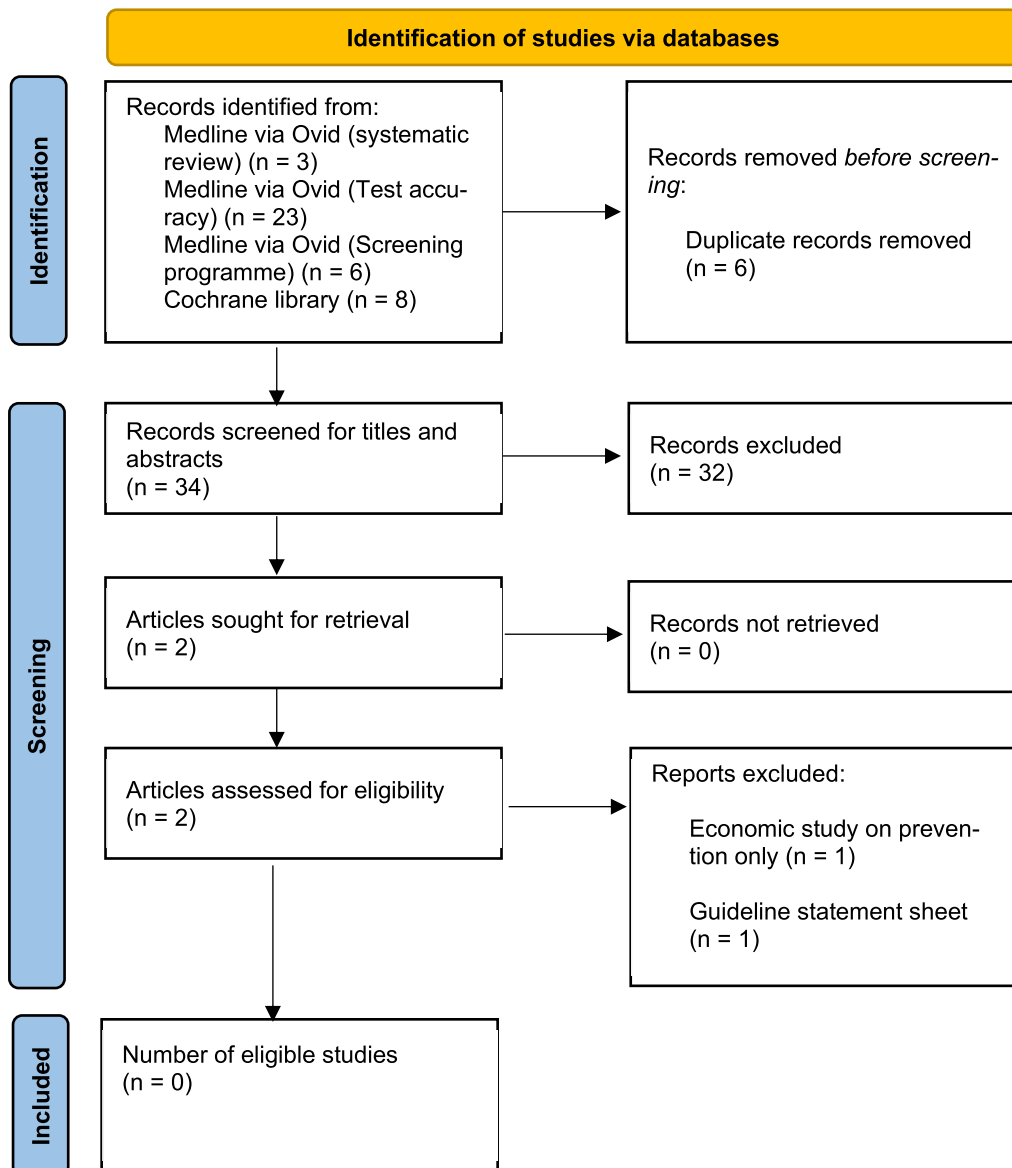 Identification of studies via databases
Identification
Records identified from:
Medline via Ovid (systematic
review) (n = 3)
Medline via Ovid (Test accu-
racy) (n = 23)
Medline via Ovid (Screening
programme) (n = 6)
Cochrane library (n = 8)
Records removed before screen-
ing:
Duplicate records removed
(n = 6)
Screening
Records screened for titles and
abstracts
(n = 34)
Records excluded
(n = 32)
Articles sought for retrieval
(n = 2)
Records not retrieved
(n = 0)
Articles assessed for eligibility
(n = 2)
Reports excluded:
Economic study on preven-
tion only (n = 1)
Guideline statement sheet
(n = 1)
Included
Number of eligible studies
(n = 0)